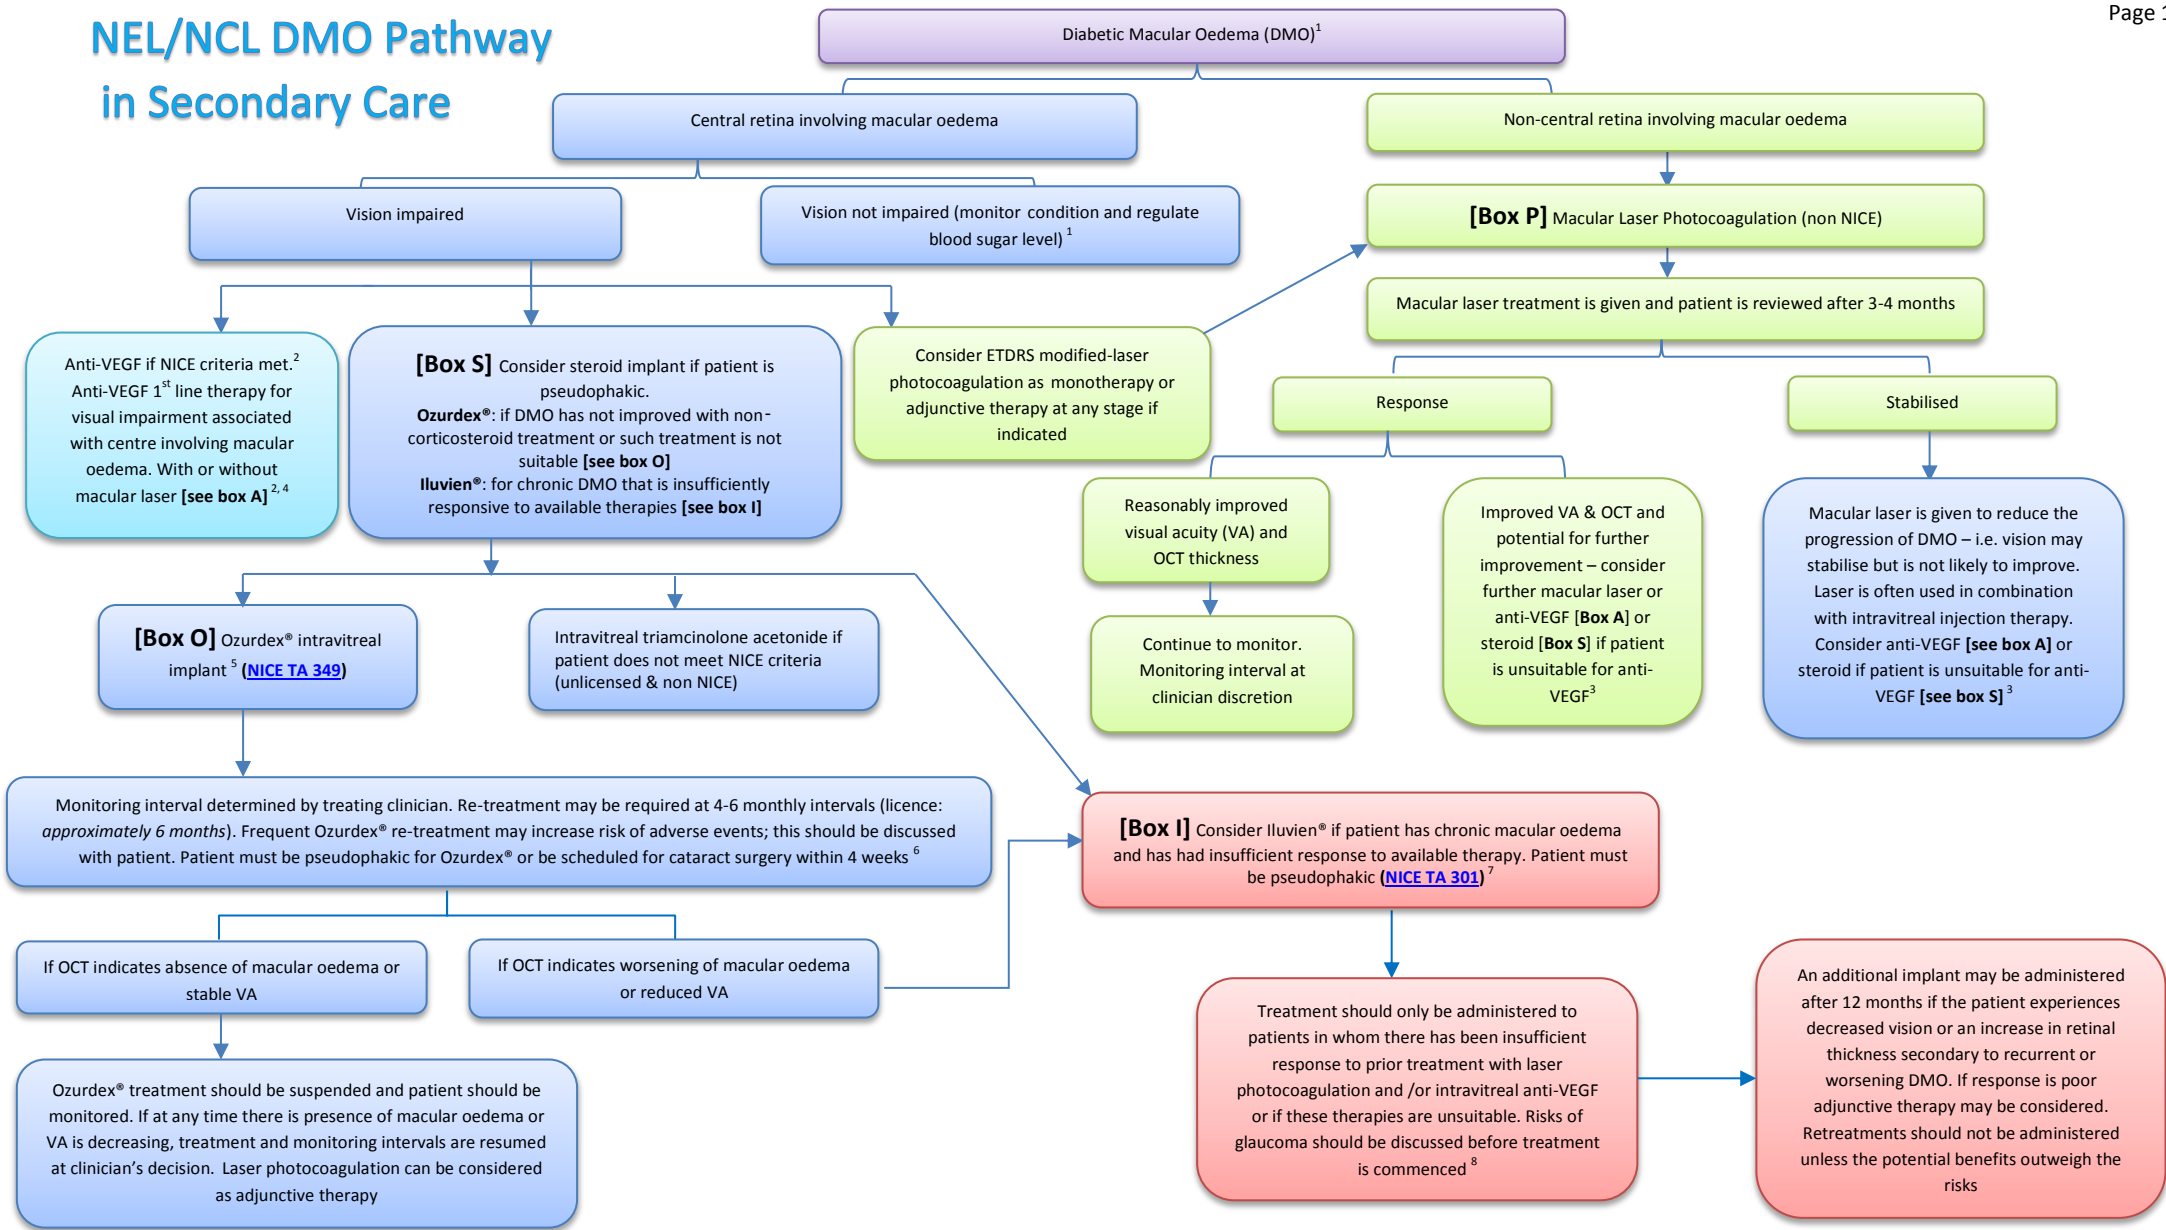 NEL/NCL DMO Pathway
in Secondary Care
Page 1
Diabetic Macular Oedema (DMO)1
Central retina involving macular oedema
Non-central retina involving macular oedema
Vision impaired
Vision not impaired (monitor condition and regulate
blood sugar level) 1
[Box P] Macular Laser Photocoagulation (non NICE)
Macular laser treatment is given and patient is reviewed after 3-4 months
Anti-VEGF if NICE criteria met.2
Anti-VEGF 1st line therapy for
visual impairment associated
with centre involving macular
oedema. With or without
macular laser [see box A] 2, 4
[Box S] Consider steroid implant if patient is
pseudophakic.
Ozurdex®: if DMO has not improved with non-
corticosteroid treatment or such treatment is not
suitable [see box O]
Iluvien®: for chronic DMO that is insufficiently
responsive to available therapies [see box I]
Consider ETDRS modified-laser
photocoagulation as monotherapy or
adjunctive therapy at any stage if
indicated
Response
Stabilised
Reasonably improved
visual acuity (VA) and
OCT thickness
Improved VA & OCT and
potential for further
improvement – consider
further macular laser or
anti-VEGF [Box A] or
steroid [Box S] if patient
is unsuitable for anti-
VEGF3
Macular laser is given to reduce the
progression of DMO – i.e. vision may
stabilise but is not likely to improve.
Laser is often used in combination
with intravitreal injection therapy.
Consider anti-VEGF [see box A] or
steroid if patient is unsuitable for anti-
VEGF [see box S] 3
Continue to monitor.
Monitoring interval at
clinician discretion
[Box O] Ozurdex® intravitreal
implant 5 (NICE TA 349)
Intravitreal triamcinolone acetonide if
patient does not meet NICE criteria
(unlicensed & non NICE)
Monitoring interval determined by treating clinician. Re-treatment may be required at 4-6 monthly intervals (licence:
approximately 6 months). Frequent Ozurdex® re-treatment may increase risk of adverse events; this should be discussed
with patient. Patient must be pseudophakic for Ozurdex® or be scheduled for cataract surgery within 4 weeks 6
[Box I] Consider Iluvien® if patient has chronic macular oedema
and has had insufficient response to available therapy. Patient must
be pseudophakic (NICE TA 301) 7
If OCT indicates absence of macular oedema or
stable VA
If OCT indicates worsening of macular oedema
or reduced VA
Ozurdex® treatment should be suspended and patient should be
monitored. If at any time there is presence of macular oedema or
VA is decreasing, treatment and monitoring intervals are resumed
at clinician’s decision. Laser photocoagulation can be considered
as adjunctive therapy
Treatment should only be administered to
patients in whom there has been insufficient
response to prior treatment with laser
photocoagulation and /or intravitreal anti-VEGF
or if these therapies are unsuitable. Risks of
glaucoma should be discussed before treatment
is commenced 8
An additional implant may be administered
after 12 months if the patient experiences
decreased vision or an increase in retinal
thickness secondary to recurrent or
worsening DMO. If response is poor
adjunctive therapy may be considered.
Retreatments should not be administered
unless the potential benefits outweigh the
risks